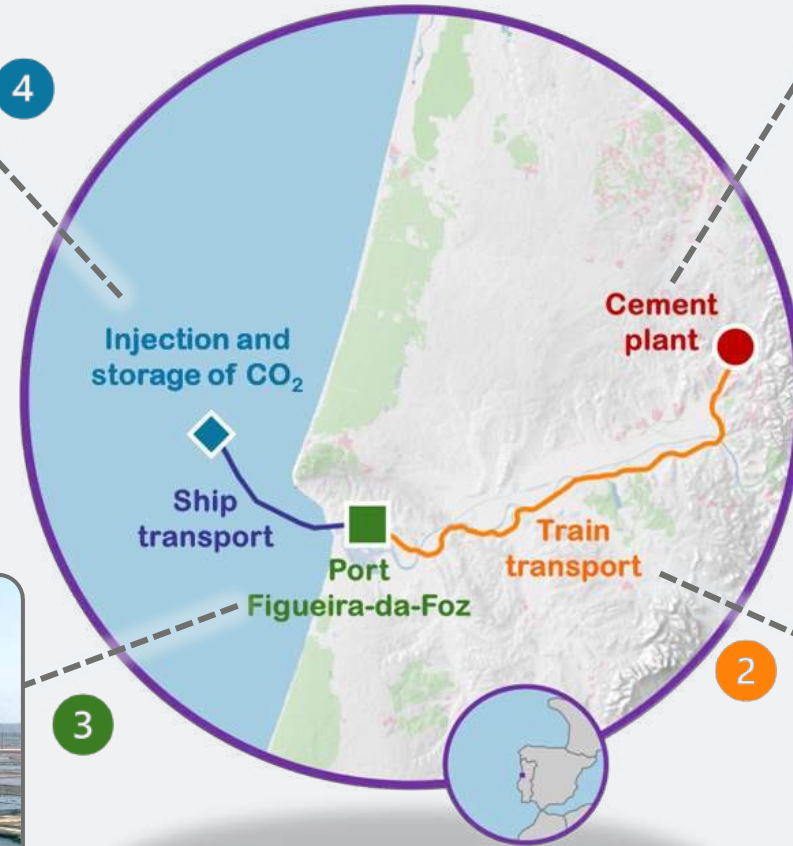 4
Cement
plant
Injection and
storage of CO₂
Ship
transport
Train
transport
Port
Figueira-da-Foz
2
3